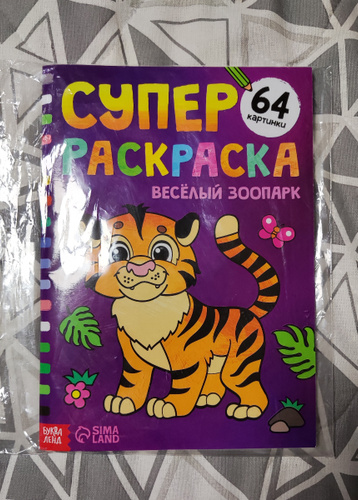 СУПЕР
64
картинки
РАСКРАСКА
ВЕСЁЛЫЙ ЗООПАРК
БУКВА
ЛЕНД
SIMA
LAND